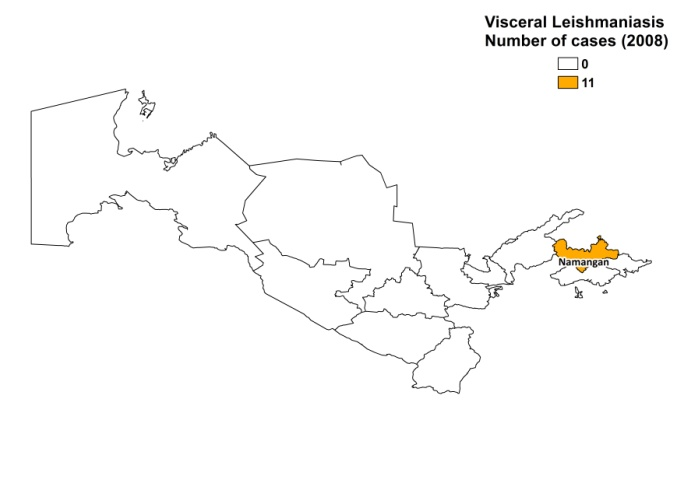 Visceral Leishmaniasis
Number of cases (2008)
0
11
Namangan